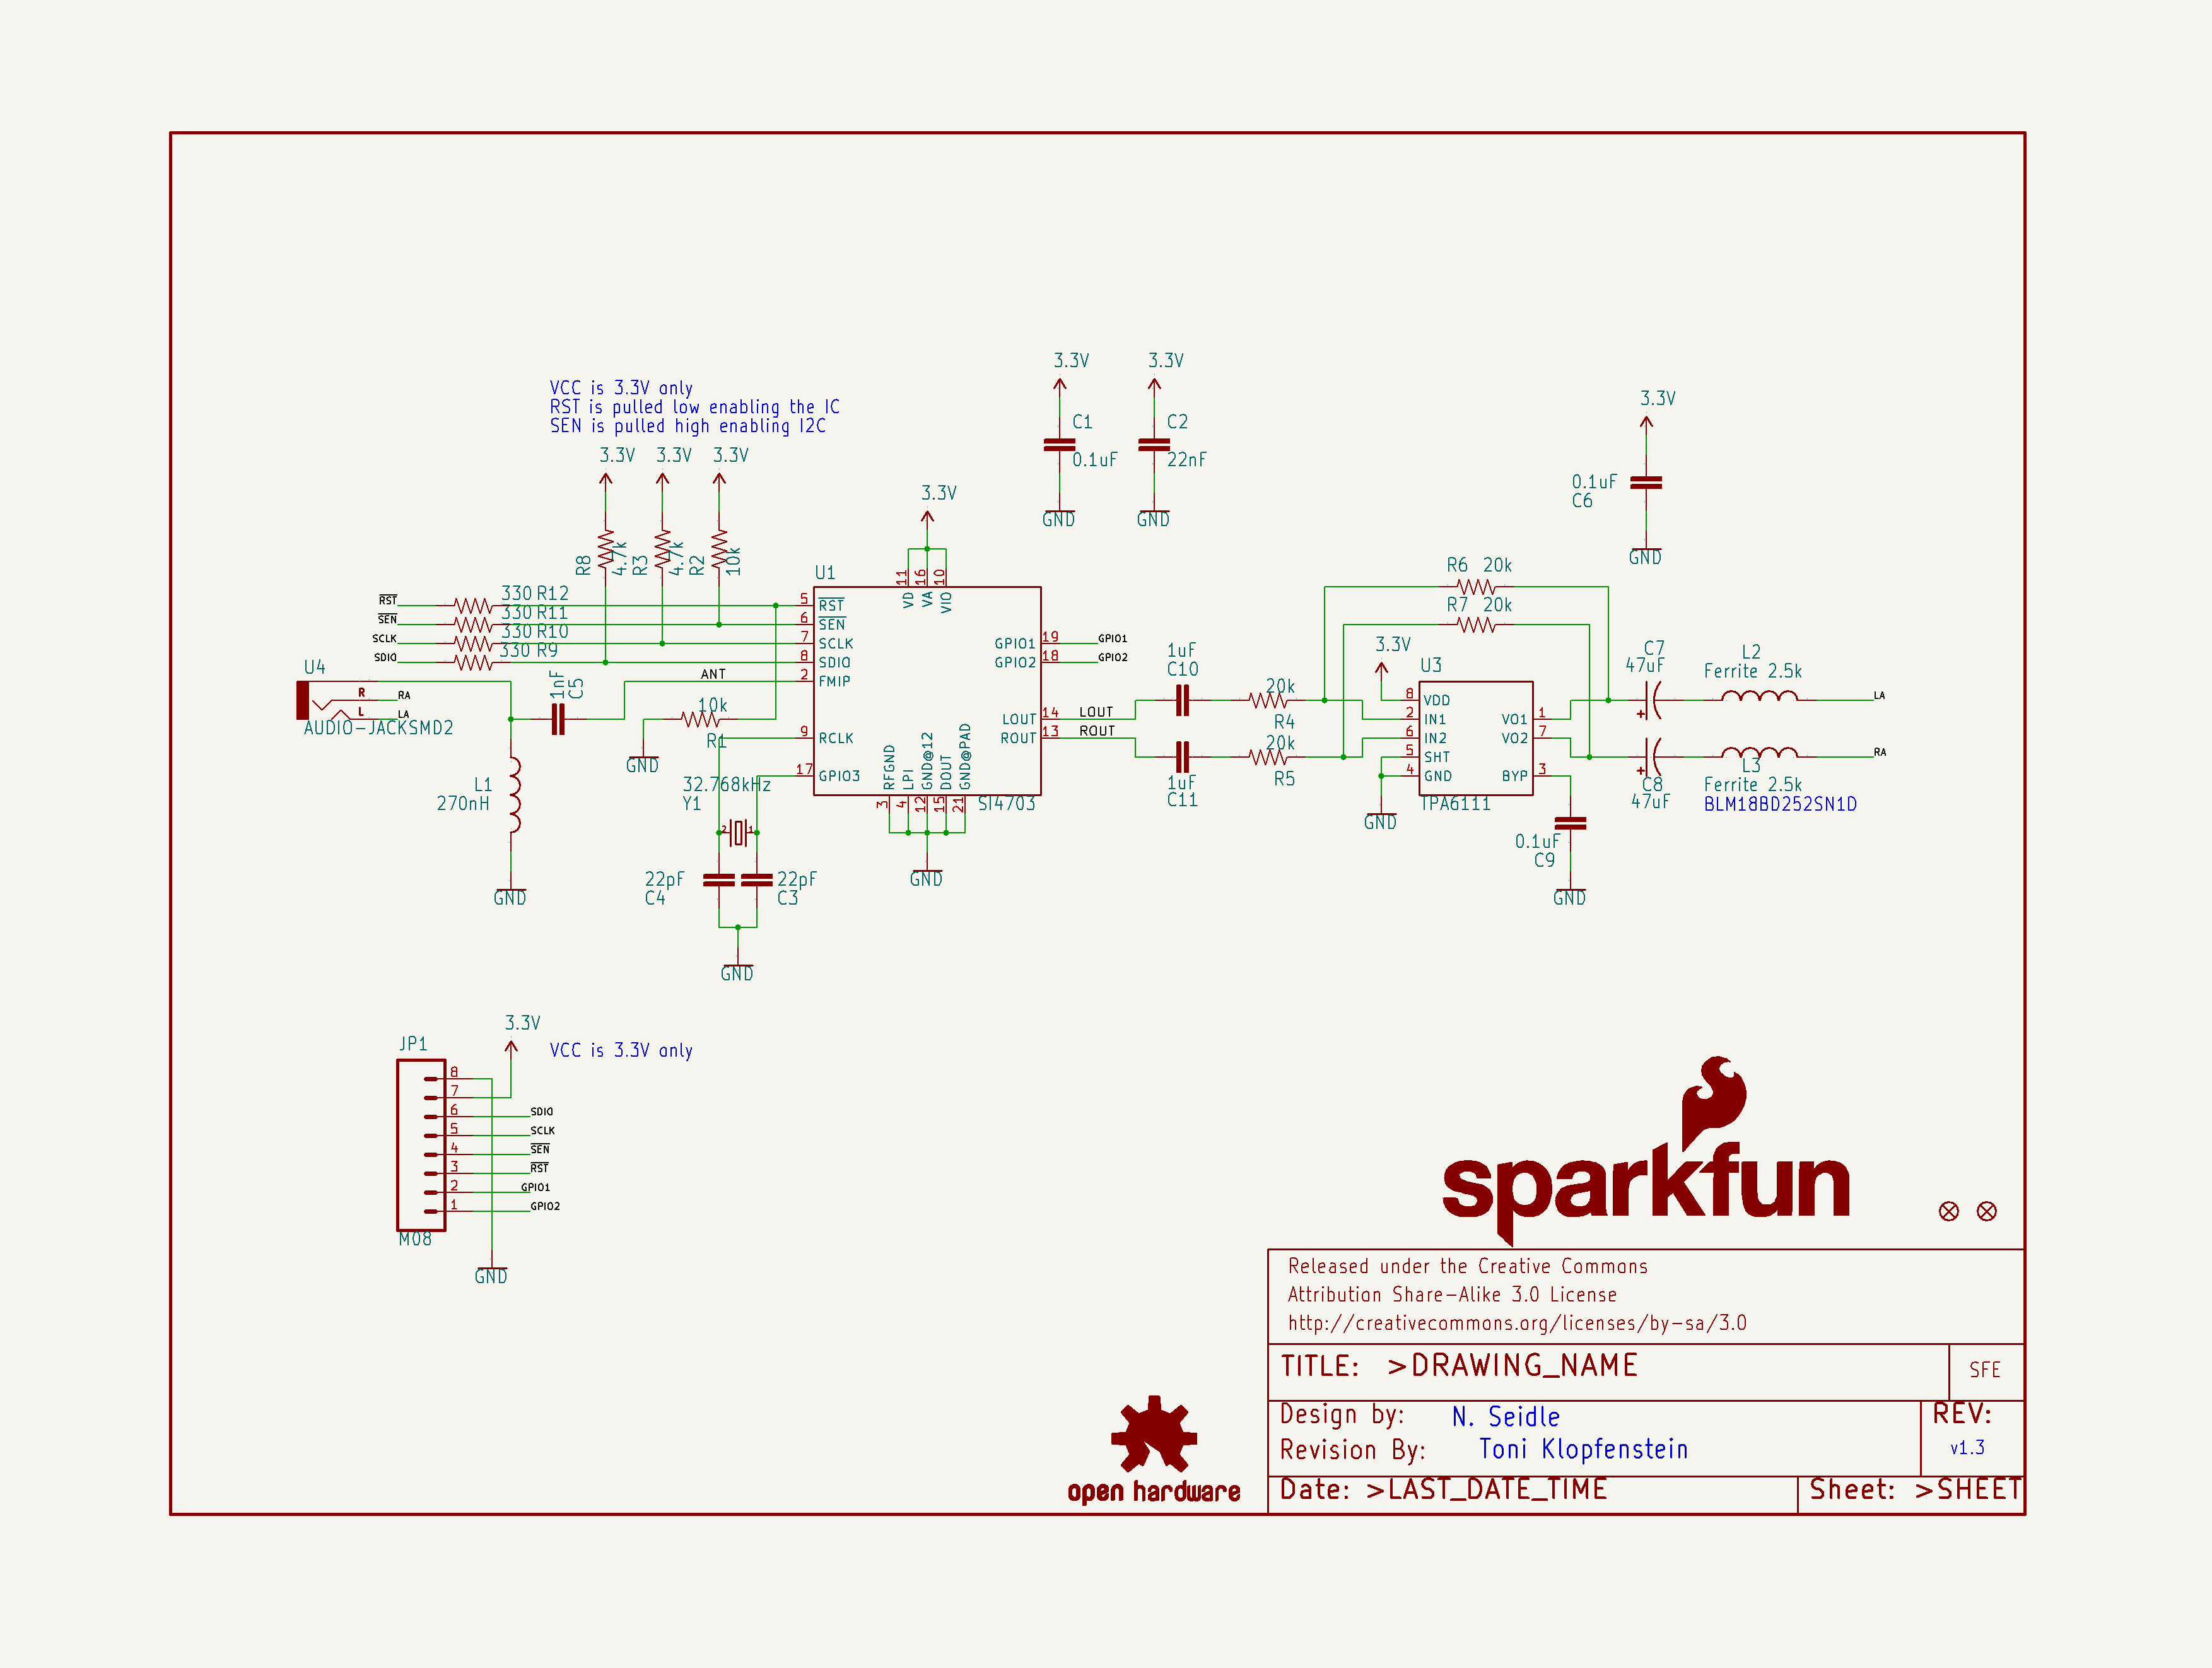 3.3V
3.3V
VCC is 3.3V only
RST is pulled low enabling the IC
SEN is pulled high enabling I2C
C1
0.1uF
GND
C2
22nF
GND
3.3V
0.1uF
C6
GND
3.3V
3.3V
3.3V
R8
4.7k
R3
4.7k
R2
10k
3.3V
RST
330 R12
SEN
330 R11
SCLK
330 R10
SDIO
330 R9
U1
11
16
10
VD
VA
VIO
5 RST
6 SEN
7 SCLK
8 SDIO
2 FMIP
9 RCLK
17 GPIO3
GPIO1 19 GPIO1
GPIO2 18 GPIO2
LOUT 14 LOUT
ROUT 13 ROUT
RFGND
LPI
GND@12
DOUT
GND@PAD
3
4
12
15
21
SI4703
GND
U4
R RA
L LA
AUDIO-JACKSMD2
1nF
C5
ANT
10k
R1
GND
L1
270nH
GND
32.768kHz
Y1
2
1
22pF
C4
22pF
C3
GND
1uF
C10
20k
R4
1uF
C11
20k
R5
R6 20k
R7 20k
3.3V
U3
8 VDD
2 IN1
6 IN2
5 SHT
4 GND
VO1 1
VO2 7
BYP 3
TPA6111
GND
0.1uF
C9
GND
C7
47uF
+
L2
Ferrite 2.5k
LA
+
C8
47uF
L3
Ferrite 2.5k
BLM18BD252SN1D
RA
3.3V
VCC is 3.3V only
JP1
8
7
6 SDIO
5 SCLK
4 SEN
3 RST
2 GPIO1
1 GPIO2
M08
GND
sparkfun
Released under the Creative Commons
Attribution Share-Alike 3.0 License
http://creativecommons.org/licenses/by-sa/3.0
TITLE: >DRAWING_NAME
SFE
Design by: N. Seidle
REV:
Revision By: Toni Klopfenstein
v1.3
Date: >LAST_DATE_TIME
Sheet: >SHEET
open hardware